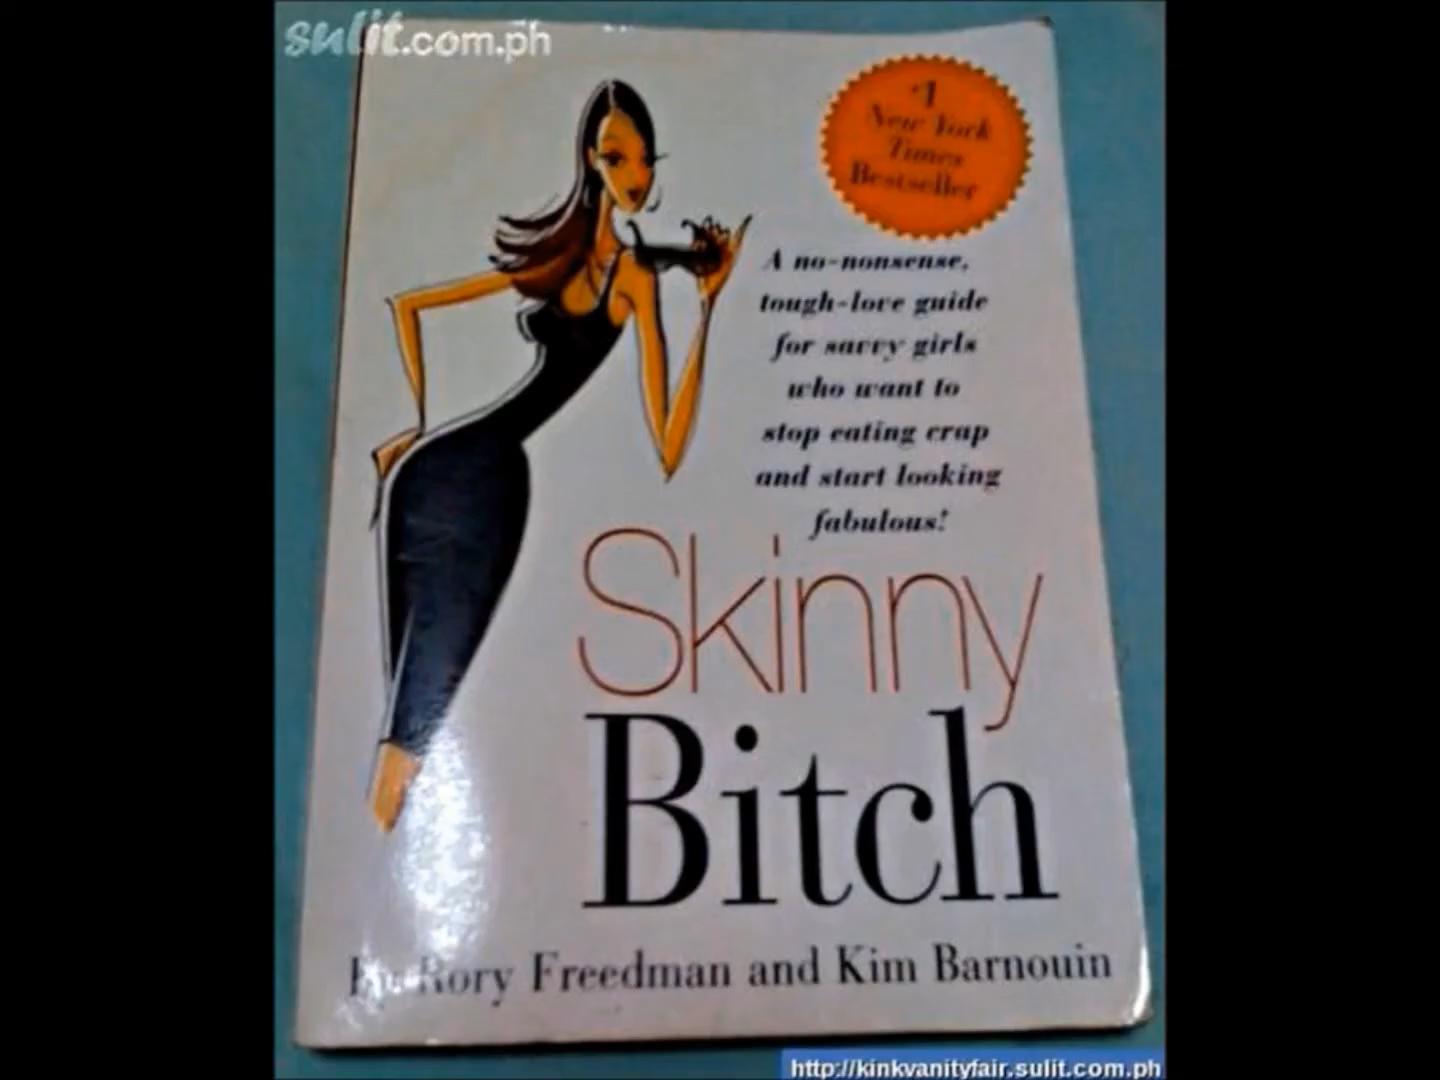 sulit.com.ph
#1
New York
Times
Bestseller
A no-nonsense,
tough-love guide
for savvy girls
who want to
stop eating crap
and start looking
fabulous!
Skinny
Bitch
By Rory Freedman and Kim Barnouin
http://kinkvanityfair.sulit.com.ph